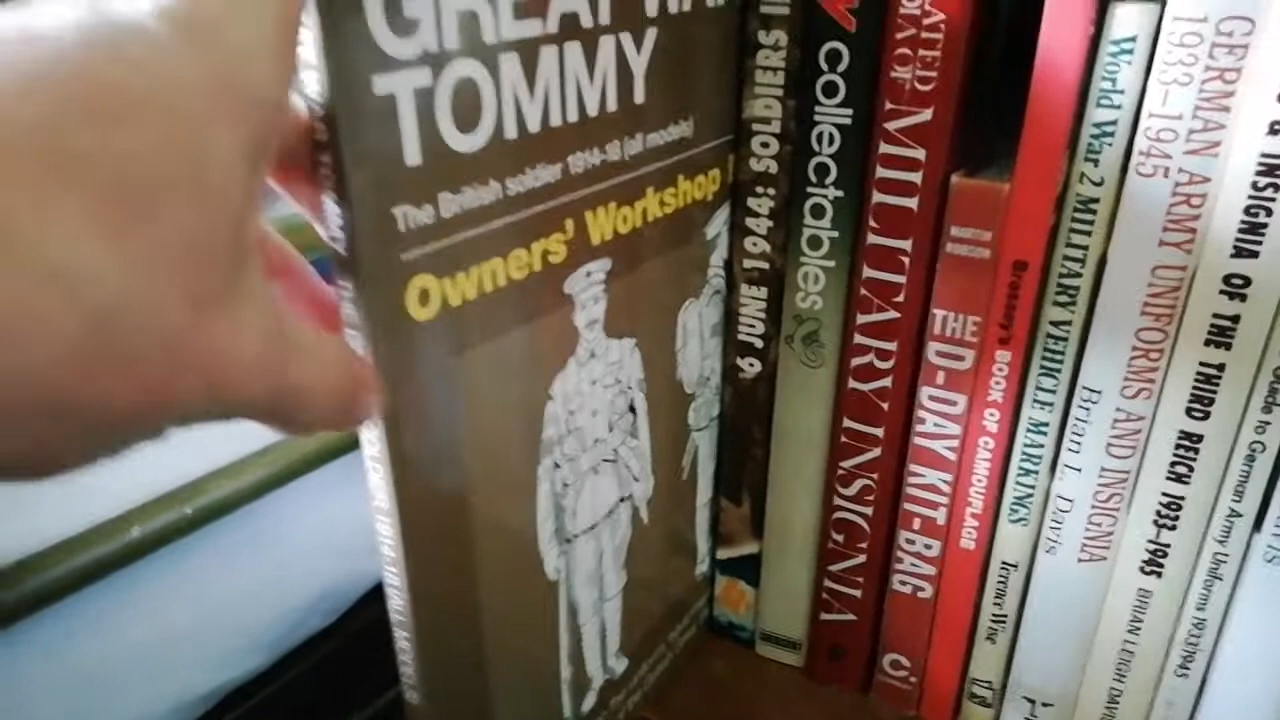 GREAT WAR
TOMMY
The British soldier 1914-18 (all models)
Owners' Workshop
6 JUNE 1944: SOLDIERS I
collectables
MILITARY INSIGNIA
MARTIN
ROBSON
THE
D-DAY KIT-BAG
Brassey's BOOK OF CAMOUFLAGE
World War 2 MILITARY VEHICLE MARKINGS
Terence Wise
GERMAN ARMY UNIFORMS AND INSIGNIA
1933-1945
Brian L. Davis
INSIGNIA OF THE THIRD REICH 1933-1945 BRIAN LEIGH DAVIS
Guide to German Army Uniforms 1933/1945